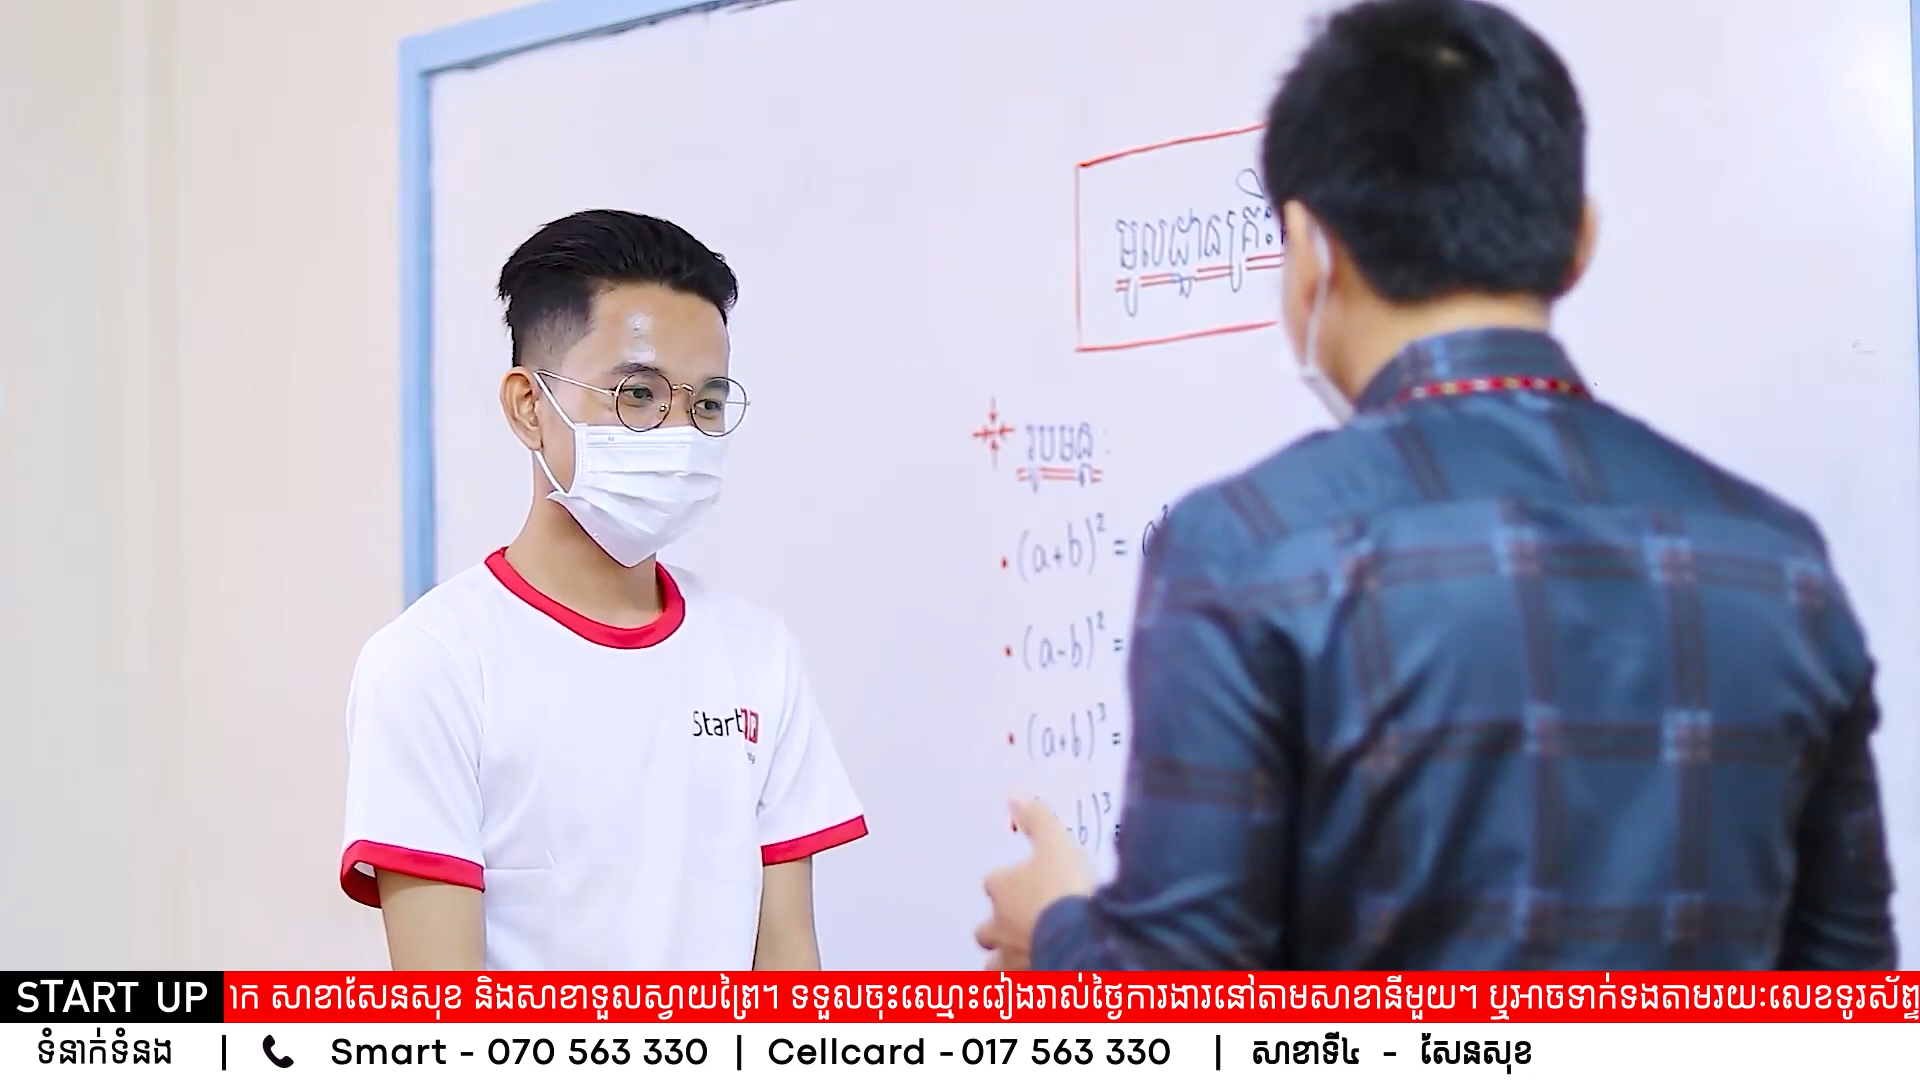 មូលដ្ឋានគ្រឹះ
រូបមន្ត :
(a+b)² =
(a-b)² =
(a+b)³ =
-b)³ =
StartUP
START UP
សាខាសែនសុខ និងសាខាទួលស្វាយព្រៃ។ ទទួលចុះឈ្មោះរៀងរាល់ថ្ងៃការងារនៅតាមសាខានីមួយៗ ឬអាចទាក់ទងតាមរយៈលេខទូរស័ព្ទ
ទំនាក់ទំនង | Smart - 070 563 330 | Cellcard - 017 563 330 | សាខាទី៤ - សែនសុខ